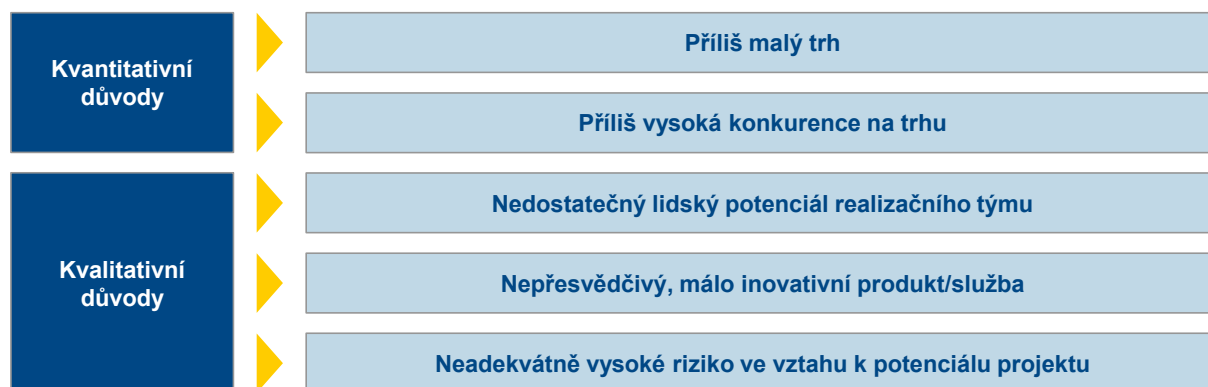 Kvantitativní
důvody
Příliš malý trh
Příliš vysoká konkurence na trhu
Kvalitativní
důvody
Nedostatečný lidský potenciál realizačního týmu
Nepřesvědčivý, málo inovativní produkt/služba
Neadekvátně vysoké riziko ve vztahu k potenciálu projektu